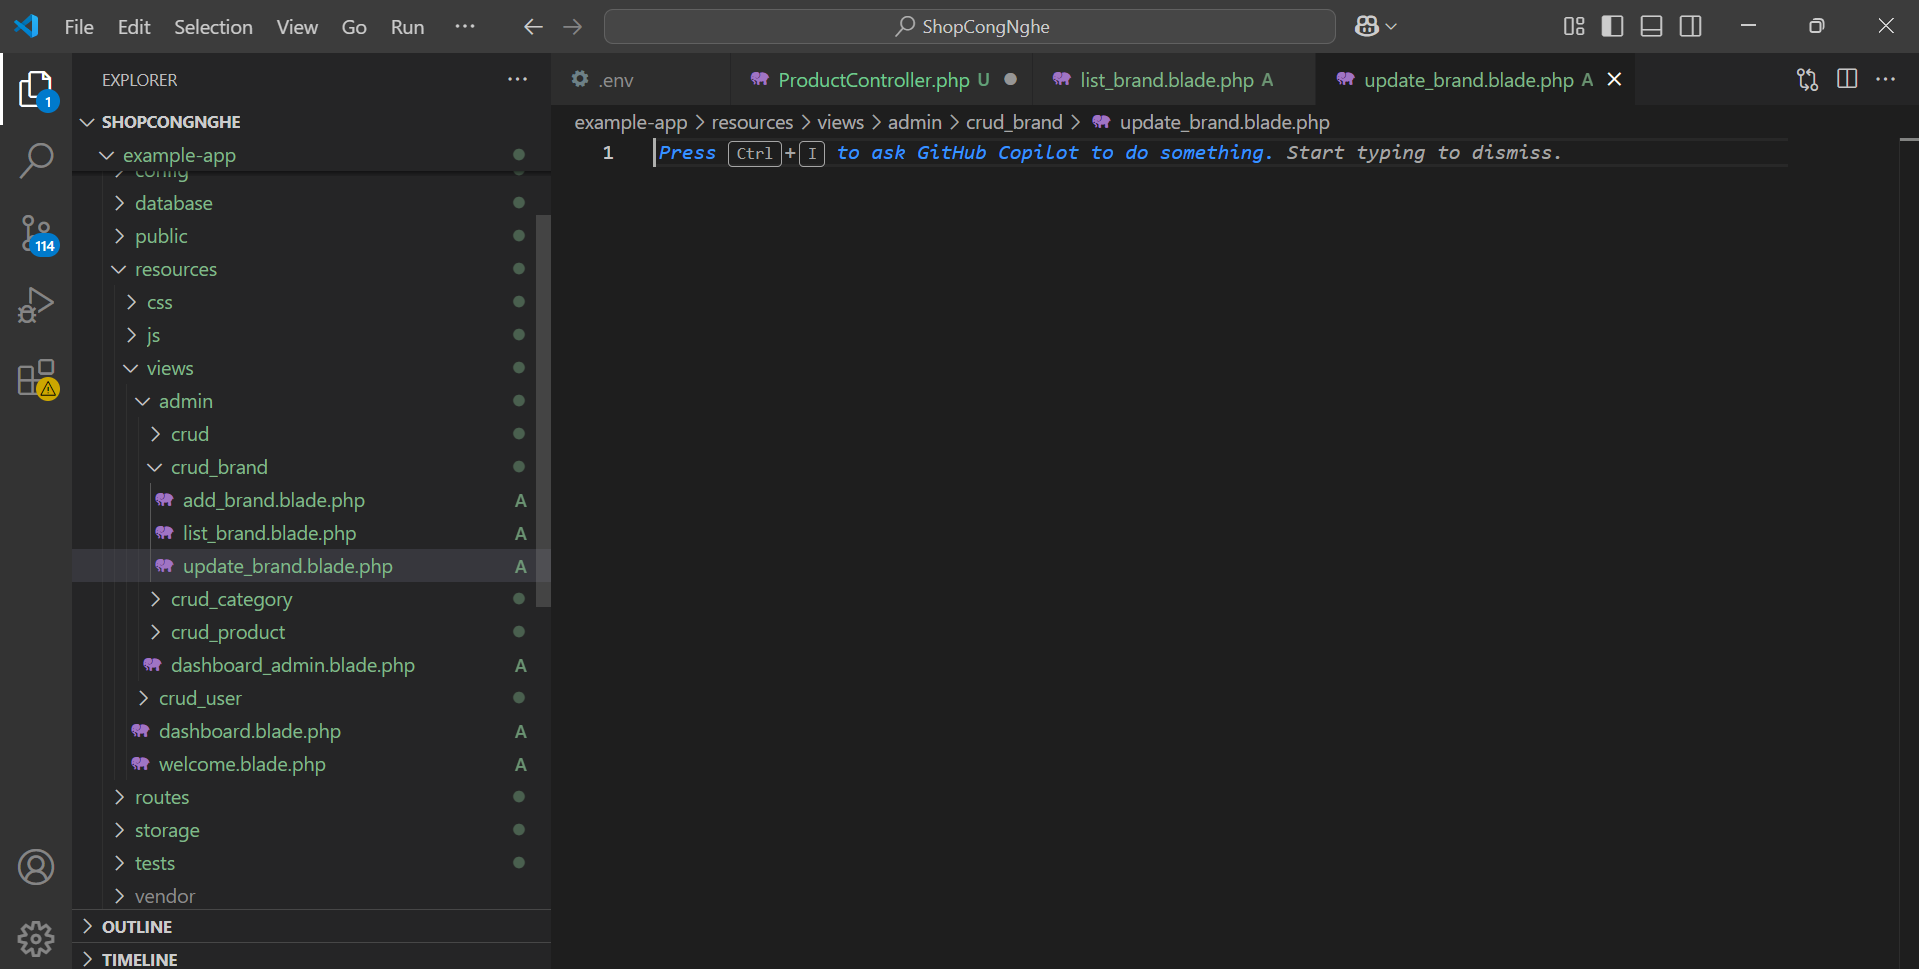 File Edit Selection View Go Run ··· ShopCongNghe
EXPLORER ···
SHOPCONGNGHE
example-app
config
database
public
resources
css
js
views
admin
crud
crud_brand
add_brand.blade.php A
list_brand.blade.php A
update_brand.blade.php A
crud_category
crud_product
dashboard_admin.blade.php A
crud_user
dashboard.blade.php A
welcome.blade.php A
routes
storage
tests
vendor
OUTLINE
TIMELINE
1
114
.env ProductController.php U list_brand.blade.php A update_brand.blade.php A
example-app > resources > views > admin > crud_brand > update_brand.blade.php
1 Press Ctrl+I to ask GitHub Copilot to do something. Start typing to dismiss.